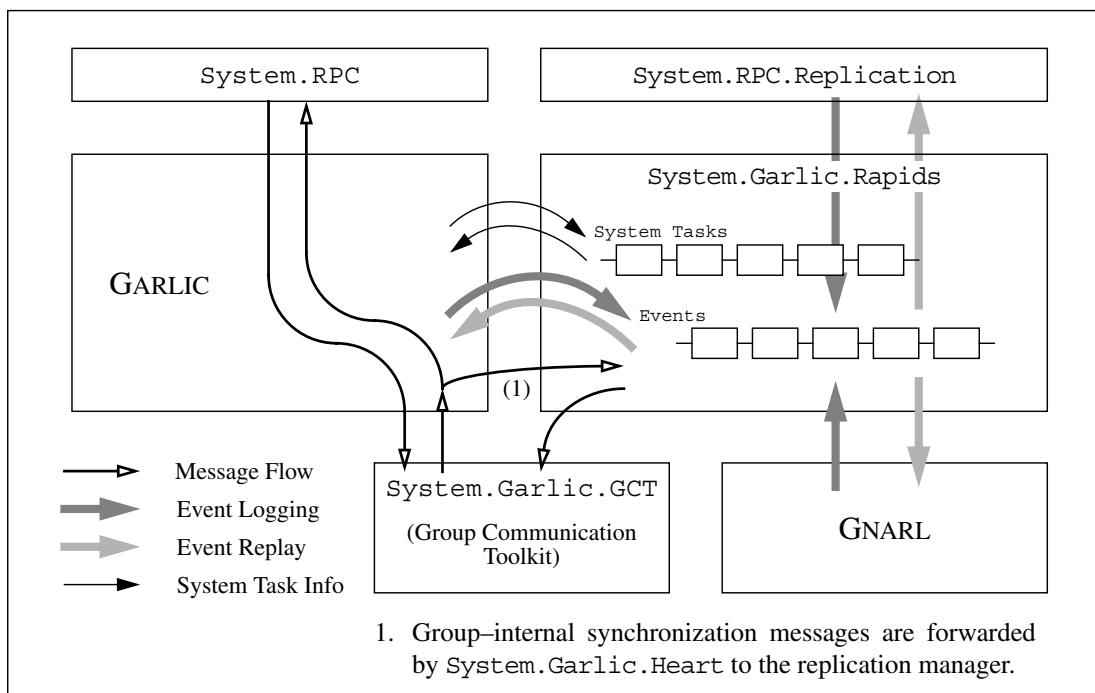 System.RPC
System.RPC.Replication
System.Garlic.Rapids
System Tasks
GARLIC
Events
(1)
Message Flow
Event Logging
Event Replay
System Task Info
System.Garlic.GCT
(Group Communication
Toolkit)
GNARL
1. Group–internal synchronization messages are forwarded
by System.Garlic.Heart to the replication manager.